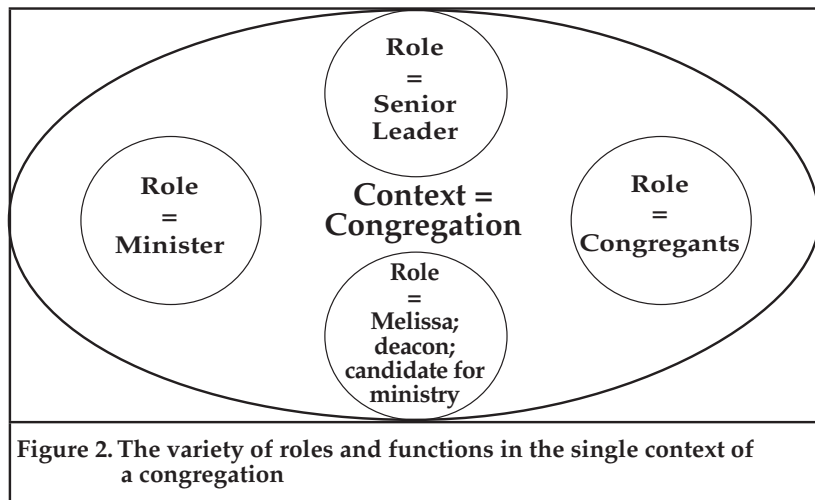 Role
=
Senior
Leader
Role
=
Minister
Context =
Congregation
Role
=
Congregants
Role
=
Melissa;
deacon;
candidate for
ministry
Figure 2. The variety of roles and functions in the single context of
a congregation